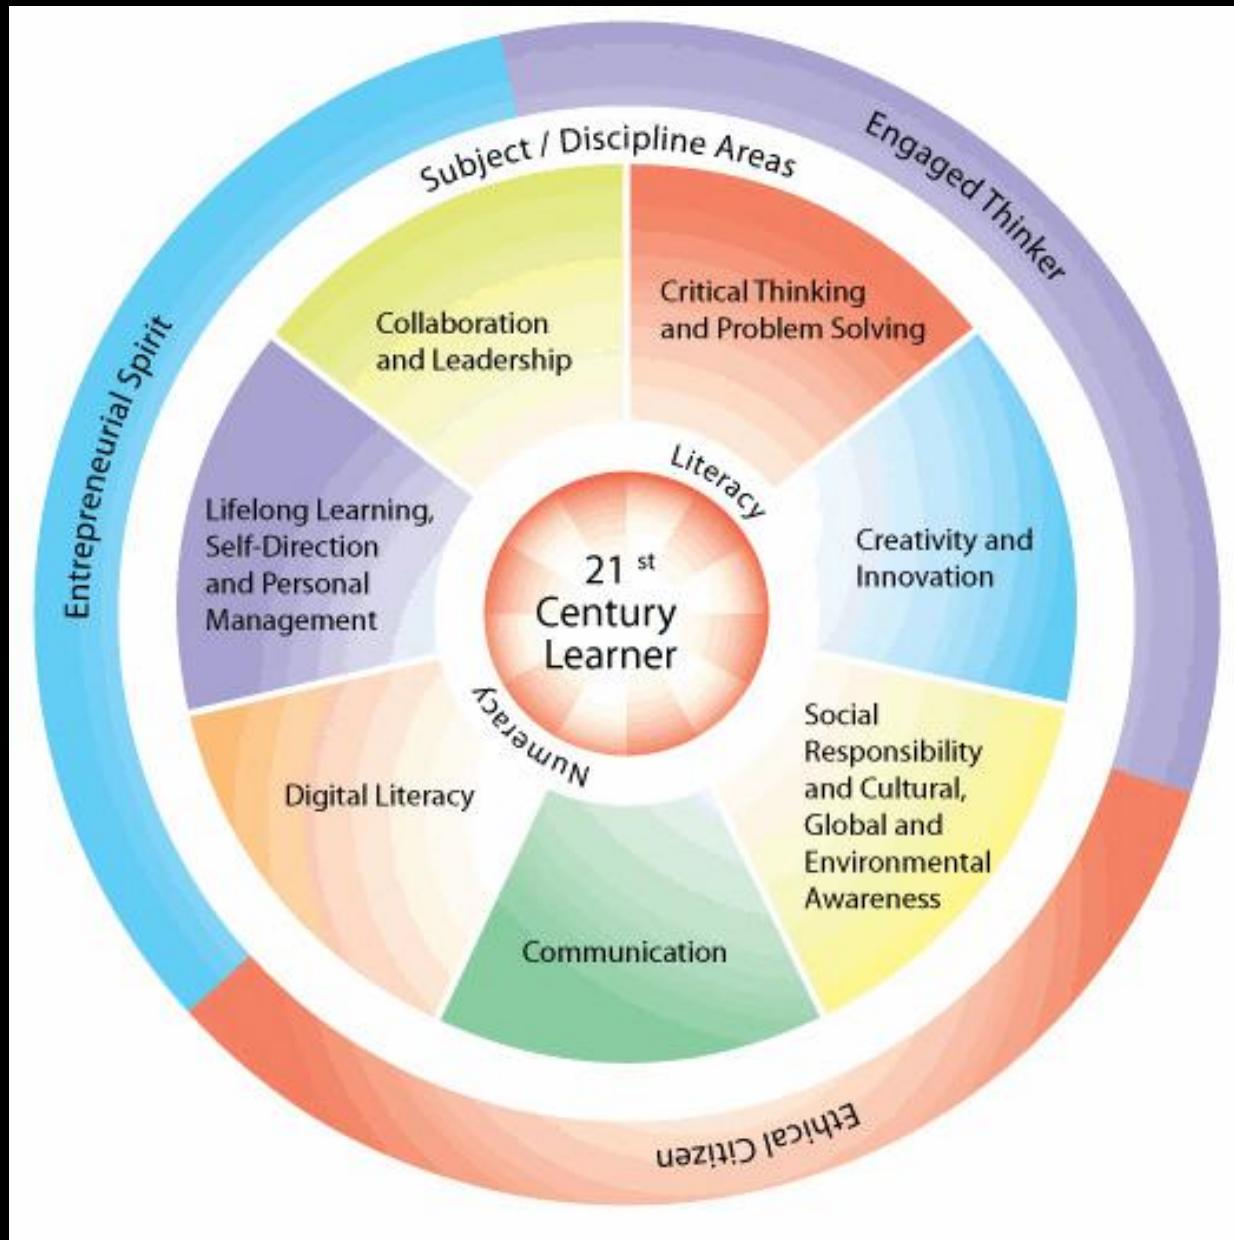 Subject / Discipline Areas
Engaged Thinker
Entrepreneurial Spirit
Ethical Citizen
Collaboration
and Leadership
Critical Thinking
and Problem Solving
Literacy
Lifelong Learning,
Self-Direction
and Personal
Management
21 st
Century
Learner
Creativity and
Innovation
Numeracy
Digital Literacy
Social
Responsibility
and Cultural,
Global and
Environmental
Awareness
Communication